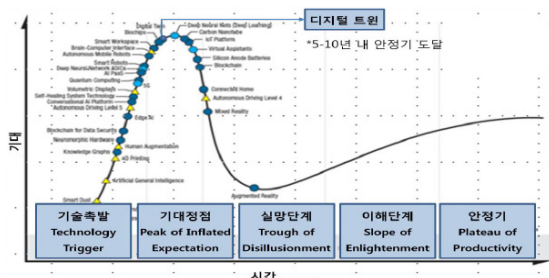 디지털 트윈
*5-10년 내 안정기 도달
Digital Twin
Deep Neural Nets (Deep Learning)
Biochips
Carbon Nanotube
Smart Workspace
IoT Platform
Brain-Computer Interface
Virtual Assistants
Autonomous Mobile Robots
Silicon Anode Batteries
Smart Robots
Blockchain
Deep Neural Network ASICs
AI PaaS
Quantum Computing
5G
Volumetric Displays
Connected Home
Self-Healing System Technology
Autonomous Driving Level 4
Conversational AI Platform
Autonomous Driving Level 5
Mixed Reality
Edge AI
Blockchain for Data Security
Neuromorphic Hardware
Human Augmentation
Knowledge Graphs
4D Printing
Artificial General Intelligence
Augmented Reality
Smart Dust
기대
기술촉발
Technology
Trigger
기대정점
Peak of Inflated
Expectation
실망단계
Trough of
Disillusionment
이해단계
Slope of
Enlightenment
안정기
Plateau of
Productivity
시간